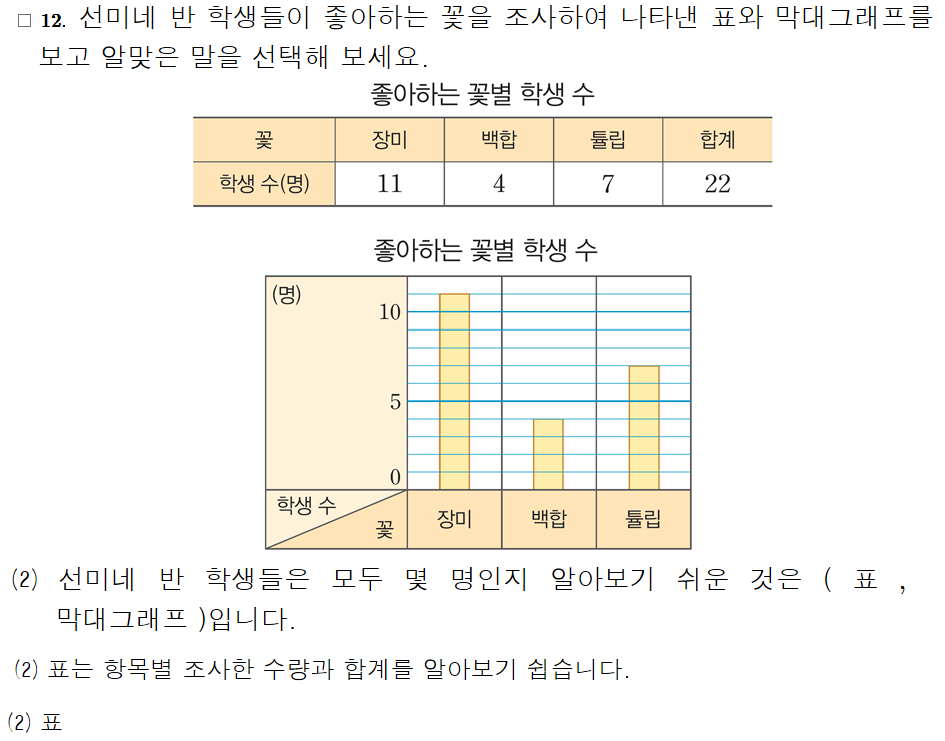 □ 12. 선미네 반 학생들이 좋아하는 꽃을 조사하여 나타낸 표와 막대그래프를
보고 알맞은 말을 선택해 보세요.
좋아하는 꽃별 학생 수
꽃 장미 백합 튤립 합계
학생 수(명) 11 4 7 22
좋아하는 꽃별 학생 수
(명)
10
5
0
학생 수
꽃 장미 백합 튤립
(2) 선미네 반 학생들은 모두 몇 명인지 알아보기 쉬운 것은 ( 표 ,
막대그래프 )입니다.
(2) 표는 항목별 조사한 수량과 합계를 알아보기 쉽습니다.
(2) 표